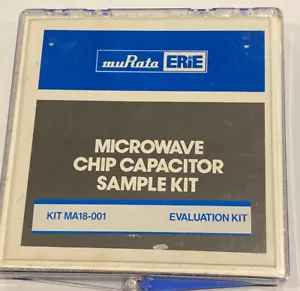 muRata ERiE
MICROWAVE
CHIP CAPACITOR
SAMPLE KIT
KIT MA18-001 EVALUATION KIT